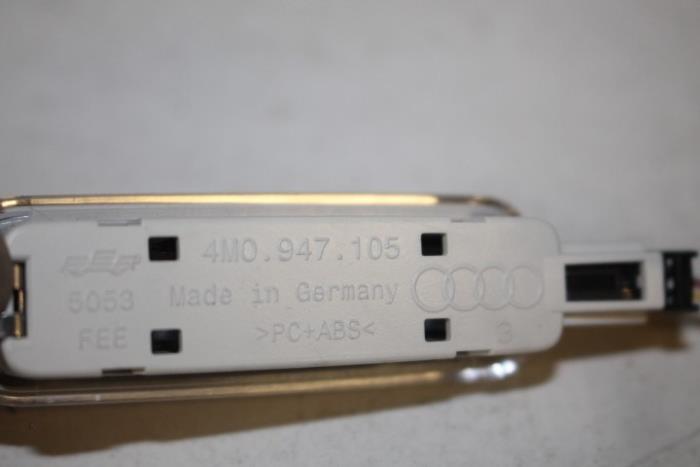 4M0.947.105
5053 Made in Germany
FEE >PC+ABS< 3